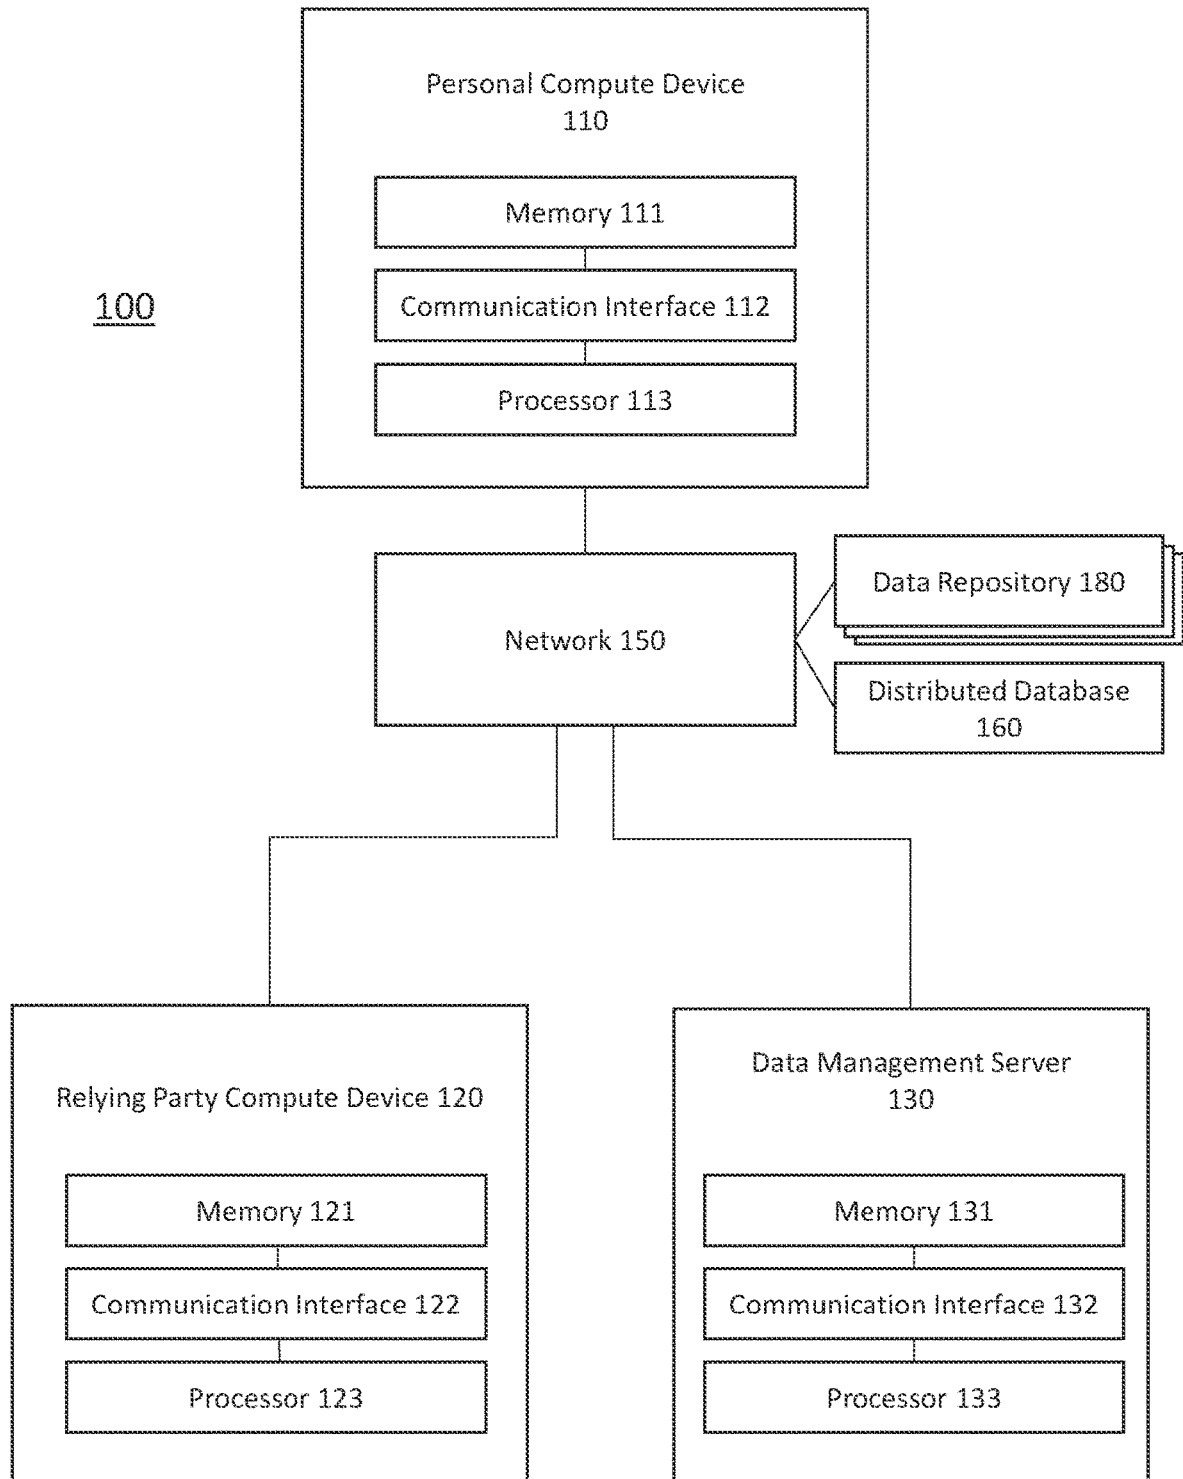 Personal Compute Device
110
Memory 111
100
Communication Interface 112
Processor 113
Data Repository 180
Network 150
Distributed Database
160
Relying Party Compute Device 120
Data Management Server
130
Memory 121
Memory 131
Communication Interface 122
Communication Interface 132
Processor 123
Processor 133